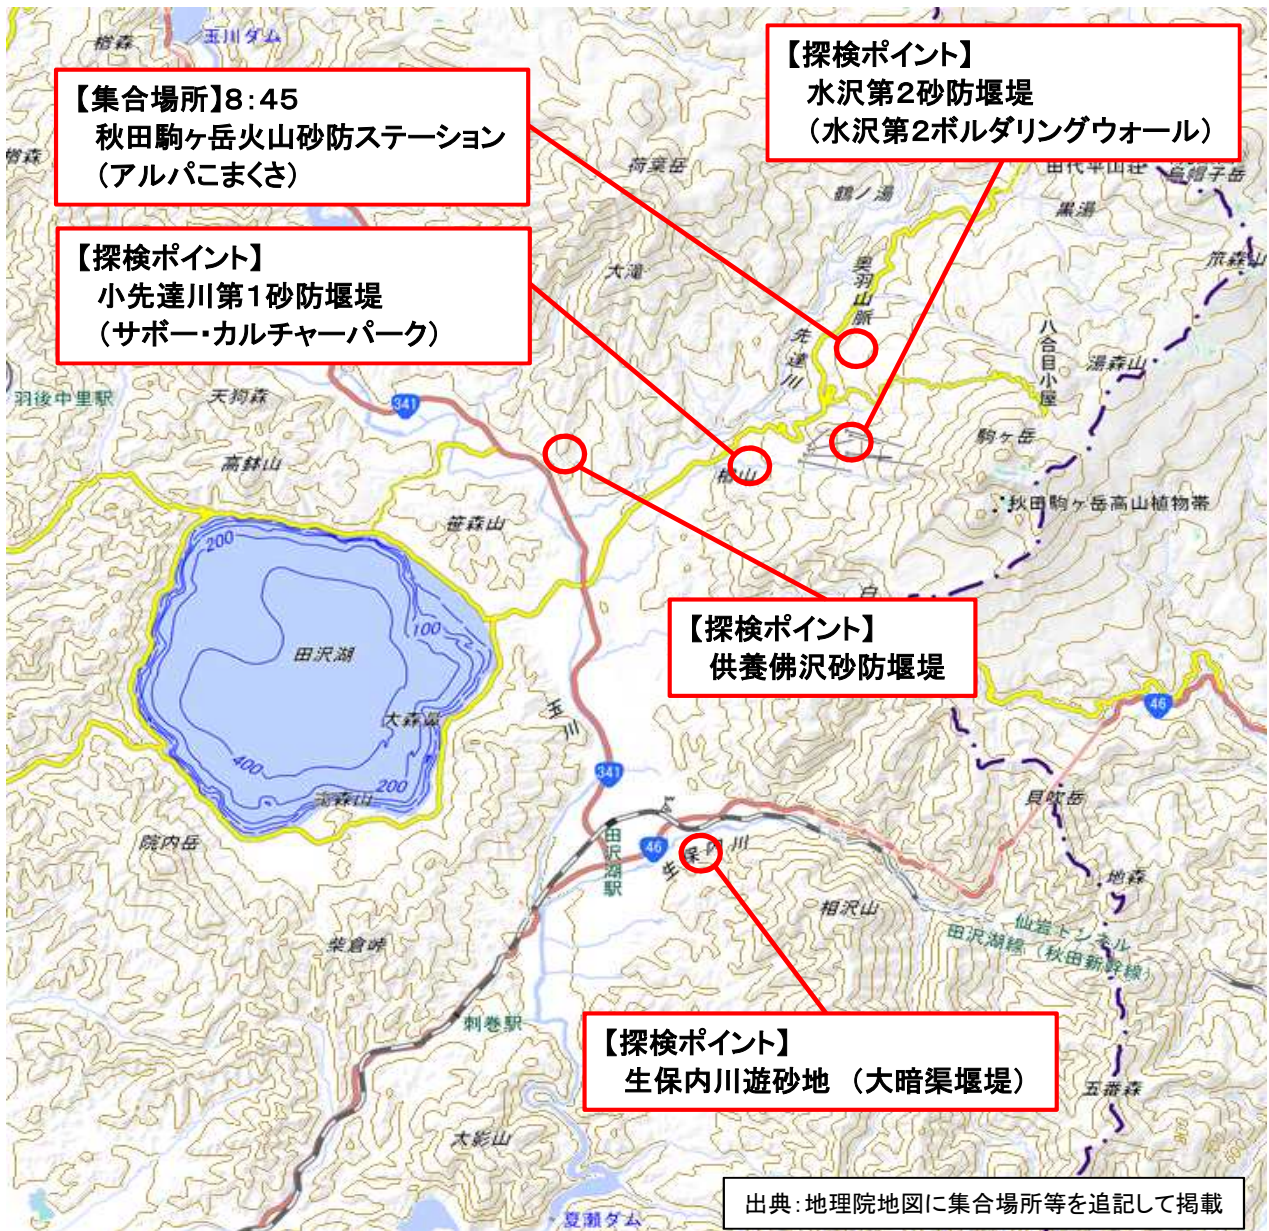 楢森
玉川ダム
【集合場所】8:45
秋田駒ヶ岳火山砂防ステーション
(アルパこまくさ)
【探検ポイント】
水沢第2砂防堰堤
(水沢第2ボルダリングウォール)
荷葉岳
鶴ノ湯
田代平山荘
烏帽子岳
黒湯
笊森山
【探検ポイント】
小先達川第1砂防堰堤
(サボー・カルチャーパーク)
大滝
奥羽山脈
先達川
八合目小屋
湯森山
羽後中里駅
天狗森
341
高鉢山
駒ヶ岳
秋田駒ヶ岳高山植物帯
笹森山
200
100
田沢湖
大森
400
200
院内岳
【探検ポイント】
供養佛沢砂防堰堤
玉川
46
341
貝吹岳
田沢湖駅
46
生保内川
地森
相沢山
仙岩トンネル
田沢湖線(秋田新幹線)
柴倉峠
刺巻駅
【探検ポイント】
生保内川遊砂地 (大暗渠堰堤)
五番森
大影山
夏瀬ダム
出典:地理院地図に集合場所等を追記して掲載